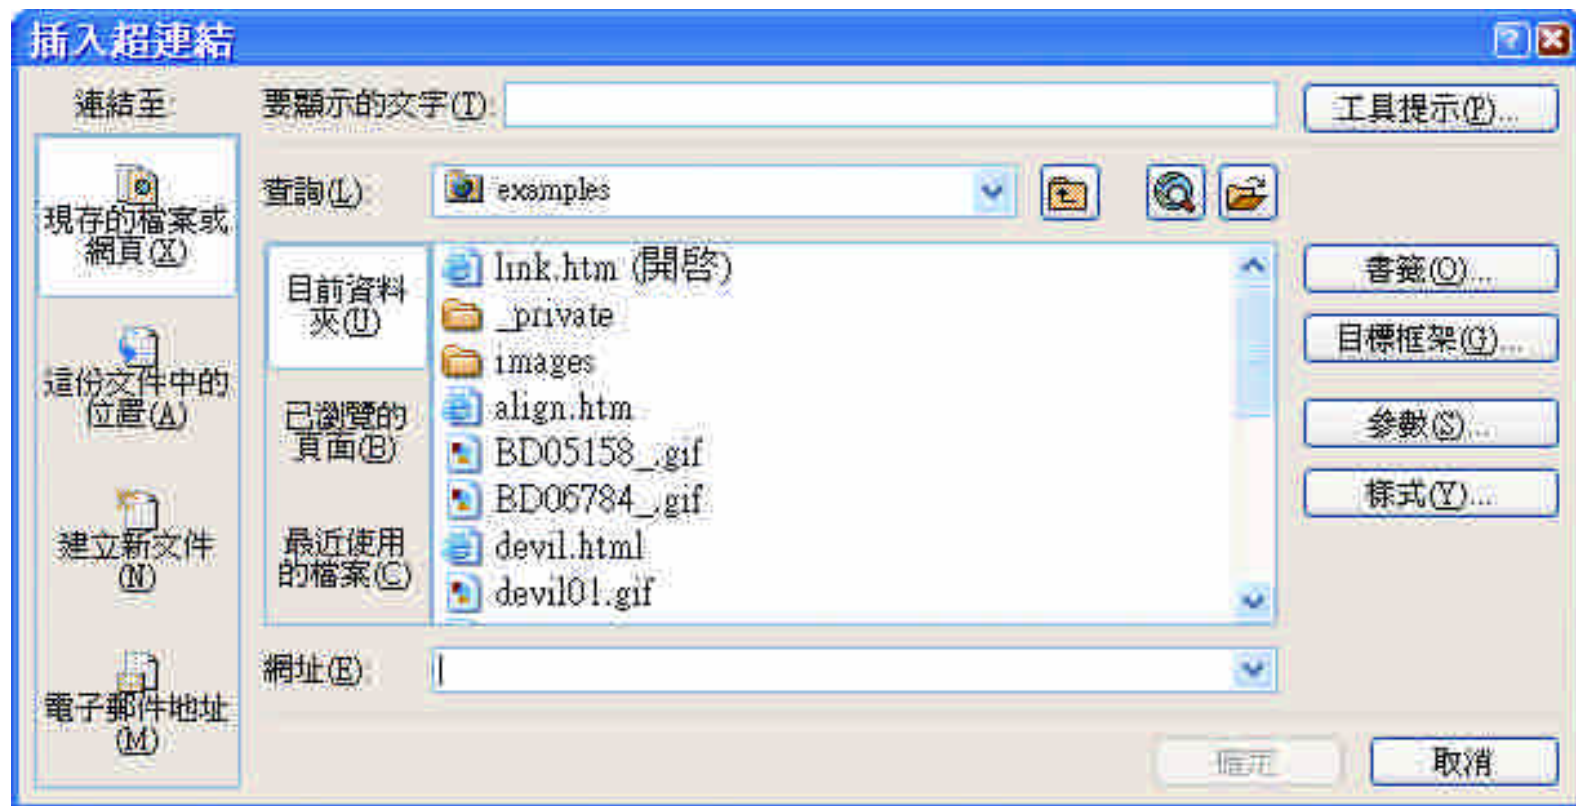 插入超連結
連結至:
要顯示的文字(T):
工具提示(P)...
現存的檔案或
網頁(X)
查詢(L):
examples
目前資料
夾(U)
link.htm (開啓)
_private
images
align.htm
BD05158_.gif
BD06784_.gif
devil.html
devil01.gif
書籤(O)...
目標框架(G)...
參數(S)...
樣式(Y)...
這份文件中的
位置(A)
已瀏覽的
頁面(B)
建立新文件
(N)
最近使用
的檔案(C)
電子郵件地址
(M)
網址(E):
確定
取消